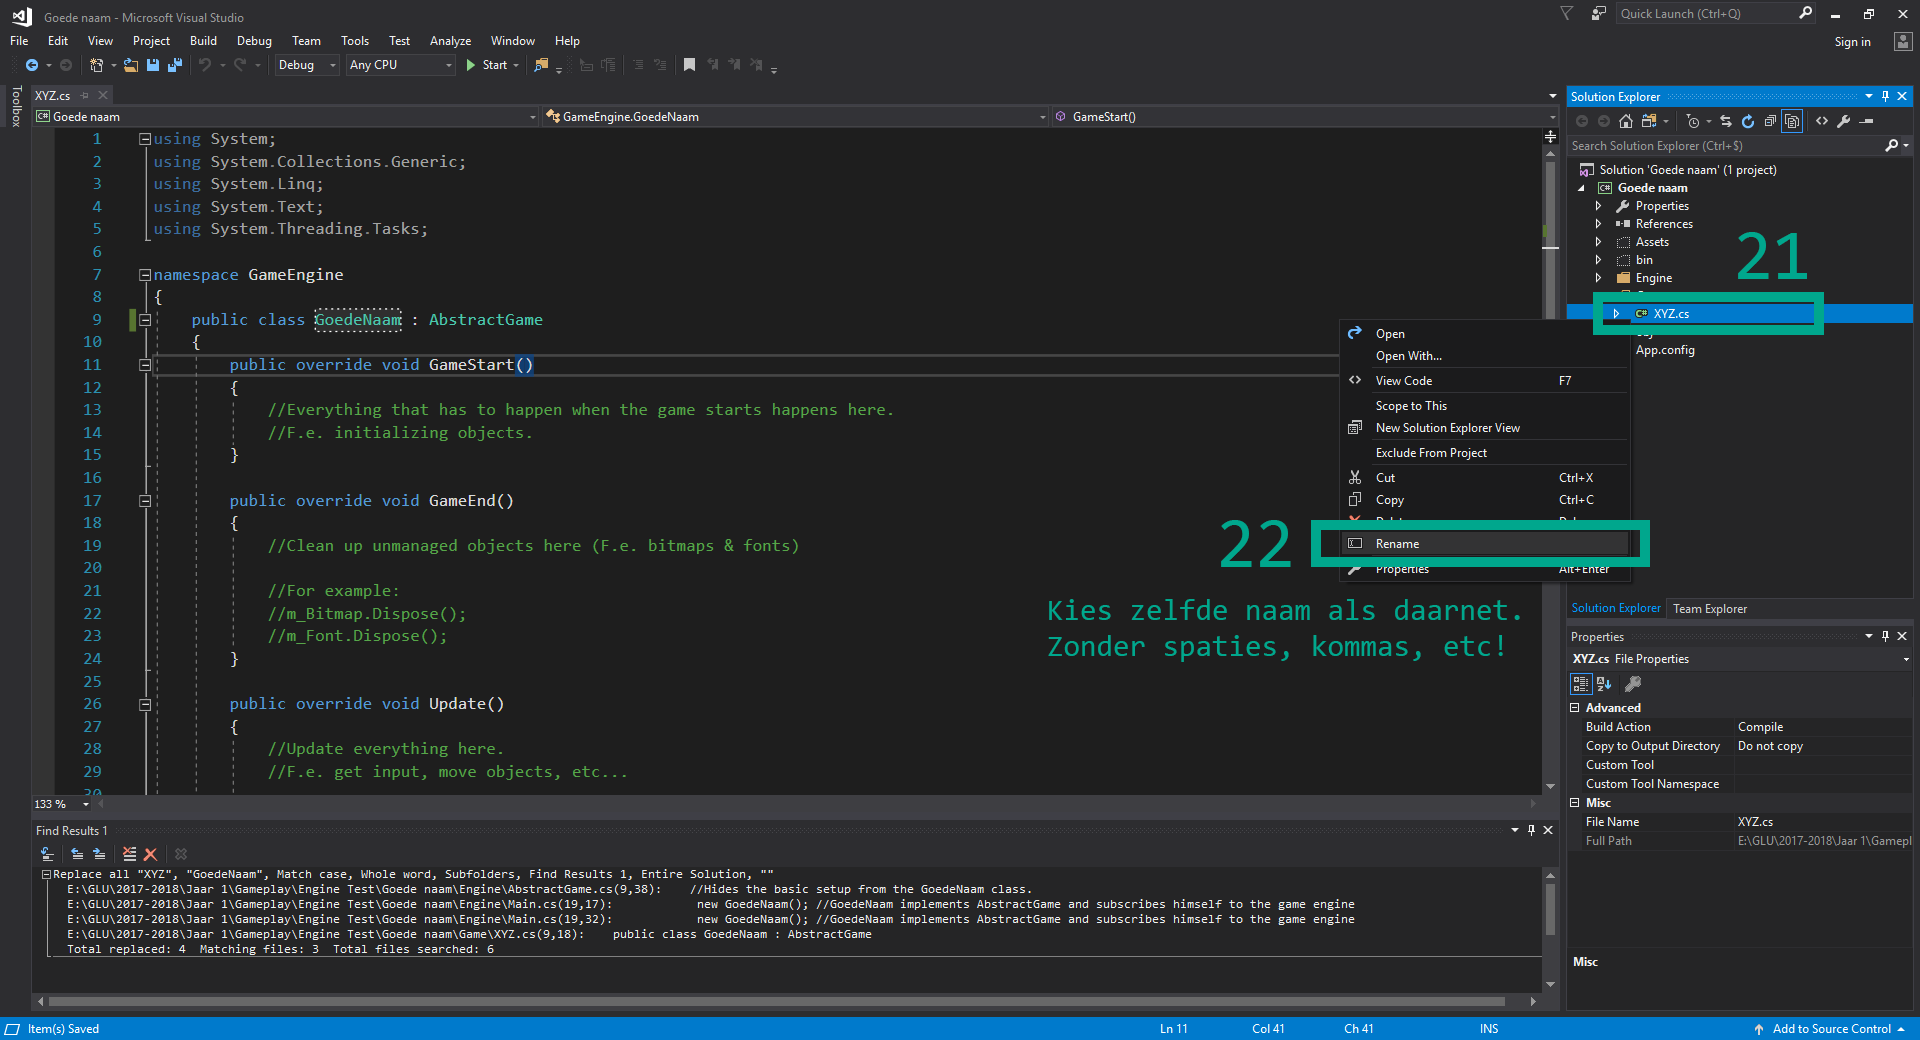 Goede naam - Microsoft Visual Studio
Quick Launch (Ctrl+Q)
File Edit View Project Build Debug Team Tools Test Analyze Window Help
Sign in
Debug Any CPU Start
Toolbox
XYZ.cs
Goede naam GameEngine.GoedeNaam GameStart()
1 using System;
2 using System.Collections.Generic;
3 using System.Linq;
4 using System.Text;
5 using System.Threading.Tasks;
6
7 namespace GameEngine
8 {
9 public class GoedeNaam : AbstractGame
10 {
11 public override void GameStart()
12 {
13 //Everything that has to happen when the game starts happens here.
14 //F.e. initializing objects.
15 }
16
17 public override void GameEnd()
18 {
19 //Clean up unmanaged objects here (F.e. bitmaps & fonts)
20
21 //For example:
22 //m_Bitmap.Dispose();
23 //m_Font.Dispose();
24 }
25
26 public override void Update()
27 {
28 //Update everything here.
29 //F.e. get input, move objects, etc...
30
133 %
Open
Open With...
View Code F7
Scope to This
New Solution Explorer View
Exclude From Project
Cut Ctrl+X
Copy Ctrl+C
22
Rename
Properties Alt+Enter
Kies zelfde naam als daarnet.
Zonder spaties, kommas, etc!
Solution Explorer
Search Solution Explorer (Ctrl+$)
Solution 'Goede naam' (1 project)
C# Goede naam
Properties
References
Assets
bin
Engine
21
C# XYZ.cs
App.config
Solution Explorer Team Explorer
Properties
XYZ.cs File Properties
Advanced
Build Action Compile
Copy to Output Directory Do not copy
Custom Tool
Custom Tool Namespace
Misc
File Name XYZ.cs
Full Path E:\GLU\2017-2018\Jaar 1\Gamepl
Misc
Find Results 1
Replace all "XYZ", "GoedeNaam", Match case, Whole word, Subfolders, Find Results 1, Entire Solution, ""
E:\GLU\2017-2018\Jaar 1\Gameplay\Engine Test\Goede naam\Engine\AbstractGame.cs(9,38): //Hides the basic setup from the GoedeNaam class.
E:\GLU\2017-2018\Jaar 1\Gameplay\Engine Test\Goede naam\Engine\Main.cs(19,17): new GoedeNaam(); //GoedeNaam implements AbstractGame and subscribes himself to the game engine
E:\GLU\2017-2018\Jaar 1\Gameplay\Engine Test\Goede naam\Engine\Main.cs(19,32): new GoedeNaam(); //GoedeNaam implements AbstractGame and subscribes himself to the game engine
E:\GLU\2017-2018\Jaar 1\Gameplay\Engine Test\Goede naam\Game\XYZ.cs(9,18): public class GoedeNaam : AbstractGame
Total replaced: 4 Matching files: 3 Total files searched: 6
Item(s) Saved Ln 11 Col 41 Ch 41 INS Add to Source Control